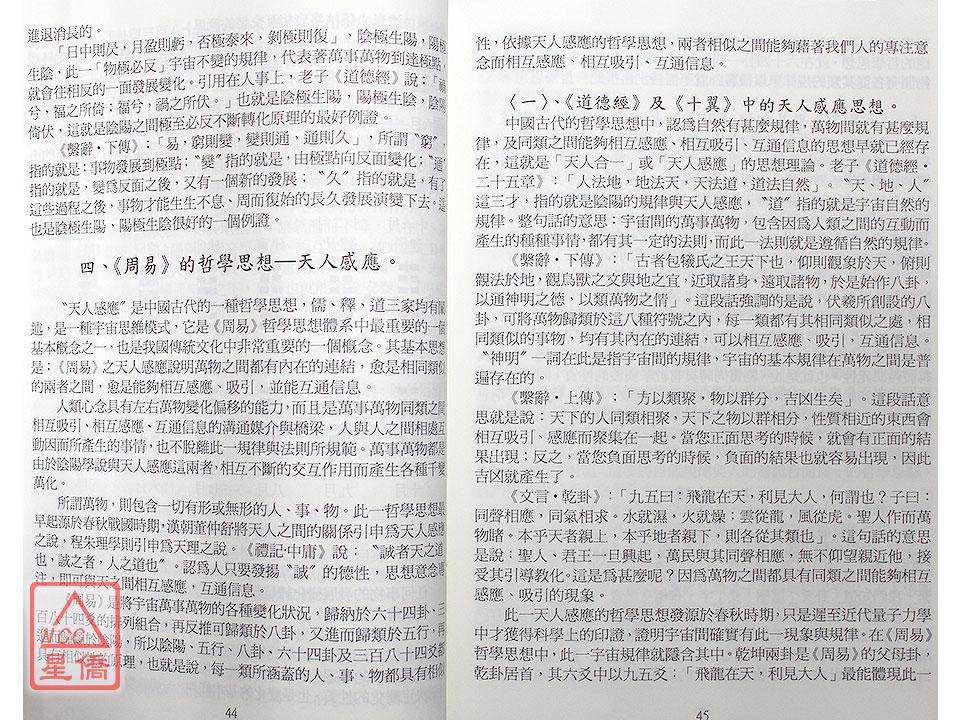 進退消長的。
「日中則昃，月盈則虧，否極泰來，剝極則復」，陰極生陽，陽極
生陰，此一「物極必反」宇宙不變的規律，代表著萬事萬物到達極點，
就會往相反的一面發展變化。引用在人事上，老子《道德經》說：「禍
兮，福之所倚；福兮，禍之所伏。」也就是陰極生陽，陽極生陰，陰陽
倚伏，這就是陰陽之間極至必反不斷轉化原理的最好例證。
《繫辭・下傳》：「易，窮則變，變則通，通則久」，所謂〝窮〞，
指的就是：事物發展到極點；〝變〞指的就是，由極點向反面變化；〝通〞
指的就是，變爲反面之後，又有一個新的發展；〝久〞指的就是，有了
這些過程之後，事物才能生生不息、周而復始的長久發展演變下去。這
也是陰極生陽，陽極生陰很好的一個例證。
四、《周易》的哲學思想—天人感應。
〝天人感應〞是中國古代的一種哲學思想，儒、釋、道三家均有闡
述，是一種宇宙思維模式，它是《周易》哲學思想體系中最重要的一個
基本概念之一，也是我國傳統文化中非常重要的一個概念。其基本思想
是：《周易》之天人感應說明萬物之間都有內在的連結，愈是相同類似
的兩者之間，愈是能夠相互感應、吸引，並能互通信息。
人類心念具有左右萬物變化偏移的能力，而且是萬事萬物同類之間
相互吸引、相互感應、互通信息的溝通媒介與橋梁，人與人之間相處互
動因而所產生的事情，也不脫離此一規律與法則所規範。萬事萬物都是
由於陰陽學說與天人感應這兩者，相互不斷的交互作用而產生各種千變
萬化。
所謂萬物，則包含一切有形或無形的人、事、物。此一哲學思想最
早起源於春秋戰國時期，漢朝董仲舒將天人之間的關係引申爲天人感應
之說，程朱理學則引申爲天理之說。《禮記・中庸》說：〝誠者天之道
也，誠之者，人之道也〞。認爲人只要發揚〝誠〞的德性，思想意念專
注，即可與天之間相互感應，互通信息。
《周易》是將宇宙萬事萬物的各種變化狀況，歸納於六十四卦、三
百八十四爻的排列組合，再反推可歸類於八卦，又進而歸類於五行，再
歸類於陰陽，所以陰陽、五行、八卦、六十四卦及三百八十四爻都
具有相似性的原理，也就是說，每一類所涵蓋的人、事、物都具有相似
44
MCC
星僑
性，依據天人感應的哲學思想，兩者相似之間能夠藉著我們人的專注意
念而相互感應、相互吸引、互通信息。
〈一〉、《道德經》及《十翼》中的天人感應思想。
中國古代的哲學思想中，認爲自然有甚麼規律，萬物間就有甚麼規
律，及同類之間能夠相互感應、相互吸引、互通信息的思想早就已經存
在，這就是「天人合一」或「天人感應」的思想理論。老子《道德經・
二十五章》：「人法地，地法天，天法道，道法自然」。〝天、地、人〞
這三才，指的就是陰陽的規律與天人感應，〝道〞指的就是宇宙自然的
規律。整句話的意思：宇宙間的萬事萬物，包含因爲人類之間的互動而
產生的種種事情，都有其一定的法則，而此一法則就是遵循自然的規律。
《繫辭・下傳》：「古者包犧氏之王天下也，仰則觀象於天，俯則
觀法於地，觀鳥獸之文與地之宜，近取諸身，遠取諸物，於是始作八卦，
以通神明之德，以類萬物之情」。這段話強調的是說，伏羲所創設的八
卦，可將萬物歸類於這八種符號之內，每一類都有其相同類似之處，相
同類似的事物，均有其內在的連結，可以相互感應、吸引，互通信息。
〝神明〞一詞在此是指宇宙間的規律，宇宙的基本規律在萬物之間是普
遍存在的。
《繫辭・上傳》：「方以類聚，物以群分，吉凶生矣」。這段話意
思就是說：天下的人同類相聚，天下之物以群相分，性質相近的東西會
相互吸引、感應而聚集在一起。當您正面思考的時候，就會有正面的結
果出現；反之，當您負面思考的時候，負面的結果也就容易出現，因此
吉凶就產生了。
《文言・乾卦》：「九五曰：飛龍在天，利見大人，何謂也？子曰：
同聲相應，同氣相求。水就濕，火就燥；雲從龍，風從虎。聖人作而萬
物睹。本乎天者親上，本乎地者親下，則各從其類也」。這句話的意思
是說：聖人、君王一旦興起，萬民與其同聲相應，無不仰望親近他，接
受其引導教化。這是爲甚麼呢？因爲萬物之間都具有同類之間能夠相互
感應、吸引的現象。
此一天人感應的哲學思想發源於春秋時期，只是遲至近代量子力學
中才獲得科學上的印證，證明宇宙間確實有此一現象與規律。在《周易》
哲學思想中，此一宇宙規律就隱含其中。乾坤兩卦是《周易》的父母卦，
乾卦居首，其六爻中以九五爻：「飛龍在天，利見大人」最能體現此一
45